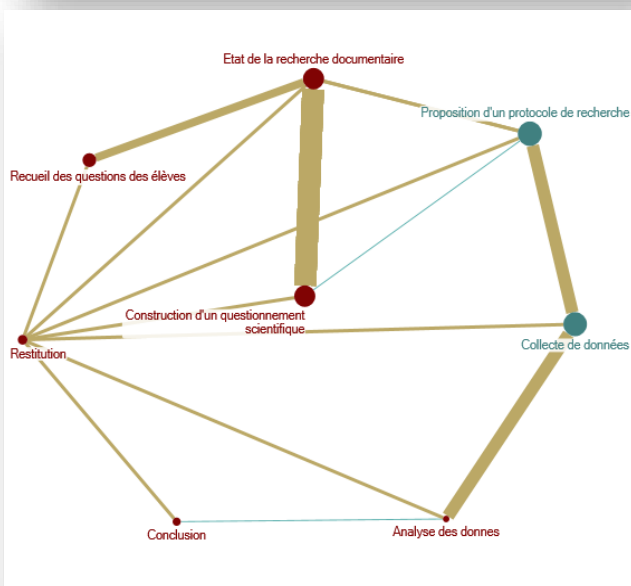 Etat de la recherche documentaire
Proposition d'un protocole de recherche
Recueil des questions des élèves
Construction d'un questionnement
scientifique
Collecte de données
Restitution
Conclusion
Analyse des donnes